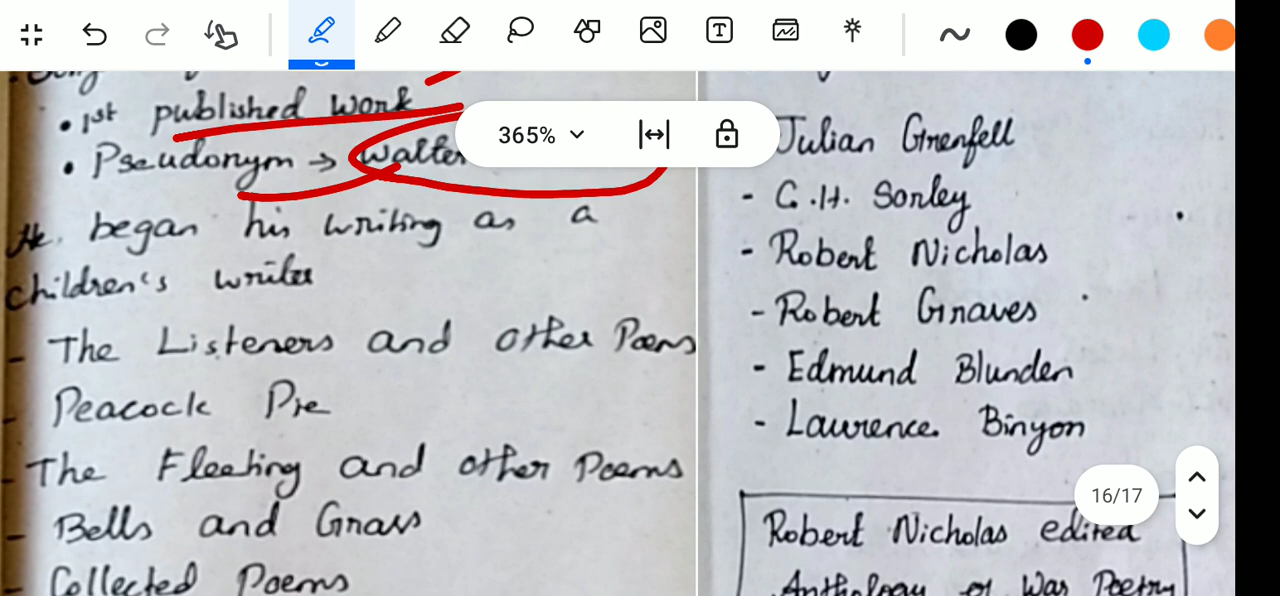 • 1st published work
• Pseudonym → Walter
He began his writing as a
children's writer
- The Listeners and other Poems
- Peacock Pie
- The Fleeting and other Poems
- Bells and Grass
- Collected Poems
Julian Grenfell
- C.H. Sorley
- Robert Nicholas
- Robert Graves
- Edmund Blunden
- Lawrence Binyon
Robert Nicholas edited
Anthology of War Poetry
365%
16/17